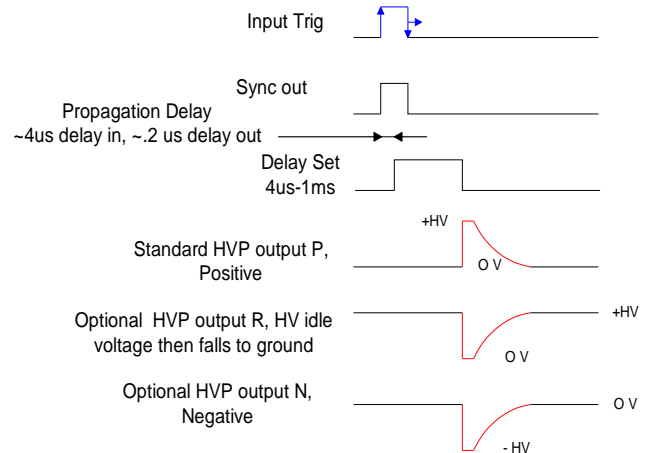 Input Trig
Sync out
Propagation Delay
~4us delay in, ~.2 us delay out
Delay Set
4us-1ms
+HV
Standard HVP output P,
Positive
O V
Optional HVP output R, HV idle
voltage then falls to ground
+HV
O V
Optional HVP output N,
Negative
O V
- HV